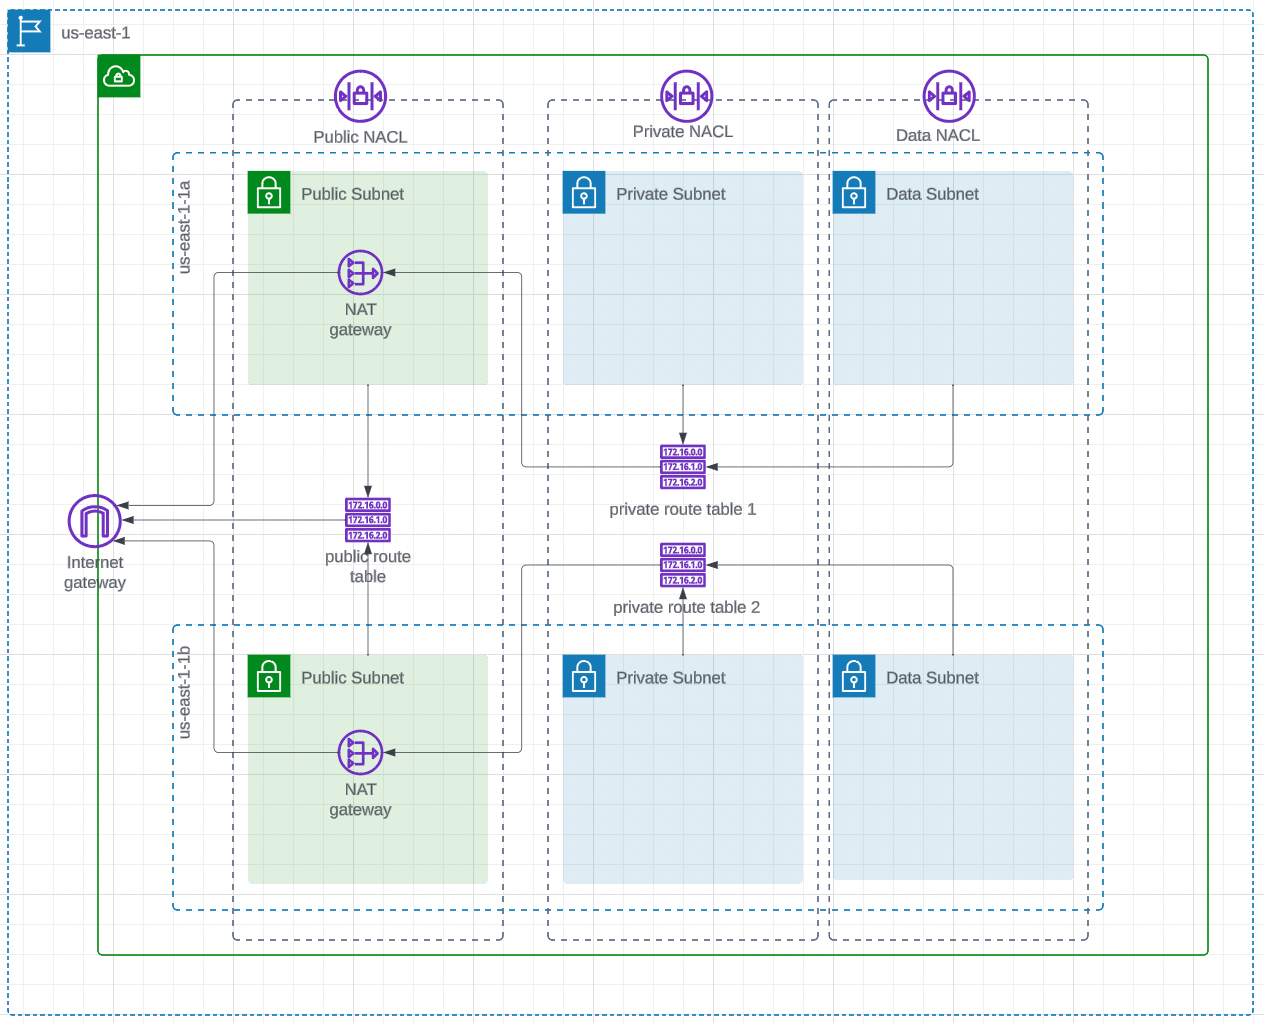 us-east-1
Public NACL
Private NACL
Data NACL
us-east-1-1a
Public Subnet
Private Subnet
Data Subnet
NAT
gateway
172.16.0.0
172.16.1.0
172.16.2.0
private route table 1
172.16.0.0
172.16.1.0
172.16.2.0
public route
table
Internet
gateway
172.16.0.0
172.16.1.0
172.16.2.0
private route table 2
us-east-1-1b
Public Subnet
Private Subnet
Data Subnet
NAT
gateway